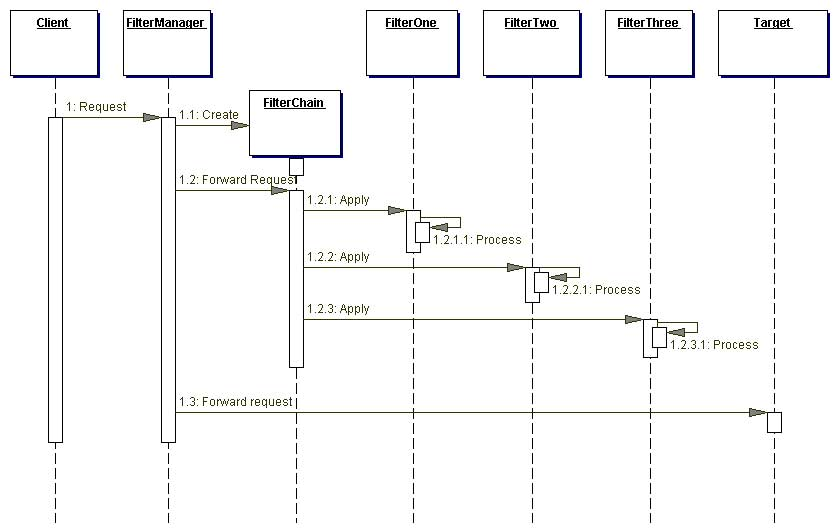 Client
FilterManager
FilterOne
FilterTwo
FilterThree
Target
FilterChain
1: Request
1.1: Create
1.2: Forward Request
1.2.1: Apply
1.2.1.1: Process
1.2.2: Apply
1.2.2.1: Process
1.2.3: Apply
1.2.3.1: Process
1.3: Forward request